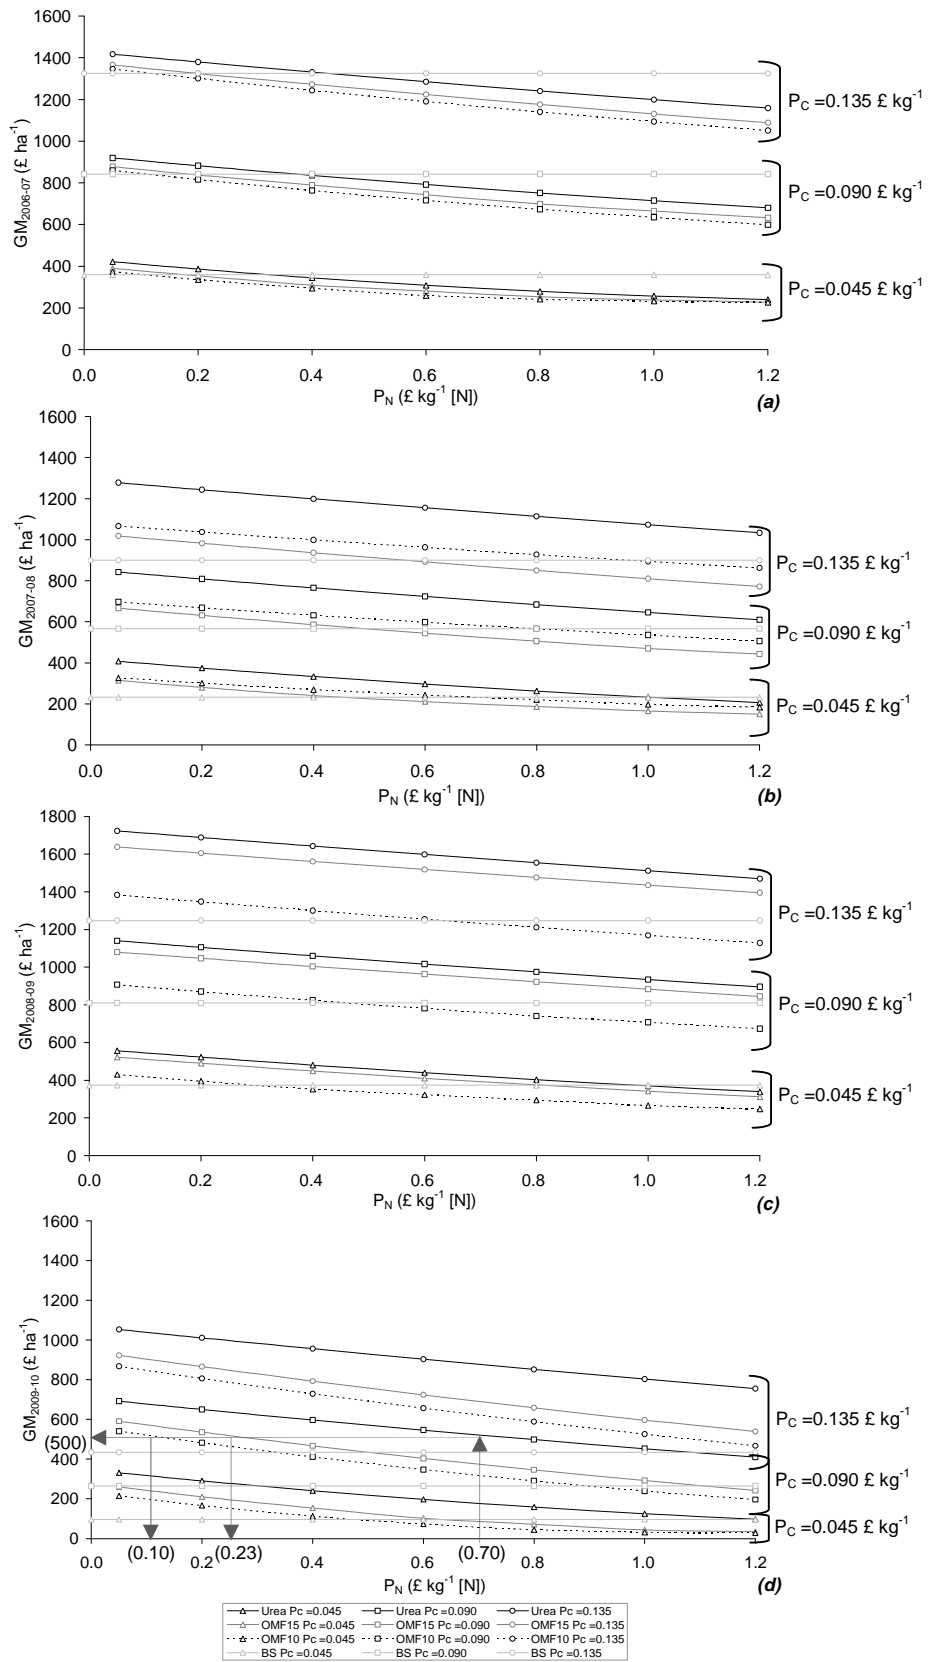 1600
1400
1200
1000
800
600
400
200
0
GM2006-07 (£ ha-1)
PC =0.135 £ kg-1
PC =0.090 £ kg-1
PC =0.045 £ kg-1
0.0 0.2 0.4 0.6 0.8 1.0 1.2
PN (£ kg-1 [N])
(a)
1600
1400
1200
1000
800
600
400
200
0
GM2007-08 (£ ha-1)
PC =0.135 £ kg-1
PC =0.090 £ kg-1
PC =0.045 £ kg-1
0.0 0.2 0.4 0.6 0.8 1.0 1.2
PN (£ kg-1 [N])
(b)
1800
1600
1400
1200
1000
800
600
400
200
0
GM2008-09 (£ ha-1)
PC =0.135 £ kg-1
PC =0.090 £ kg-1
PC =0.045 £ kg-1
0.0 0.2 0.4 0.6 0.8 1.0 1.2
PN (£ kg-1 [N])
(c)
1600
1400
1200
1000
800
600
(500)
400
200
0
GM2009-10 (£ ha-1)
PC =0.135 £ kg-1
PC =0.090 £ kg-1
PC =0.045 £ kg-1
(0.10) (0.23) (0.70)
0.0 0.2 0.4 0.6 0.8 1.0 1.2
PN (£ kg-1 [N])
(d)
Urea Pc =0.045 Urea Pc =0.090 Urea Pc =0.135
OMF15 Pc =0.045 OMF15 Pc =0.090 OMF15 Pc =0.135
OMF10 Pc =0.045 OMF10 Pc =0.090 OMF10 Pc =0.135
BS Pc =0.045 BS Pc =0.090 BS Pc =0.135